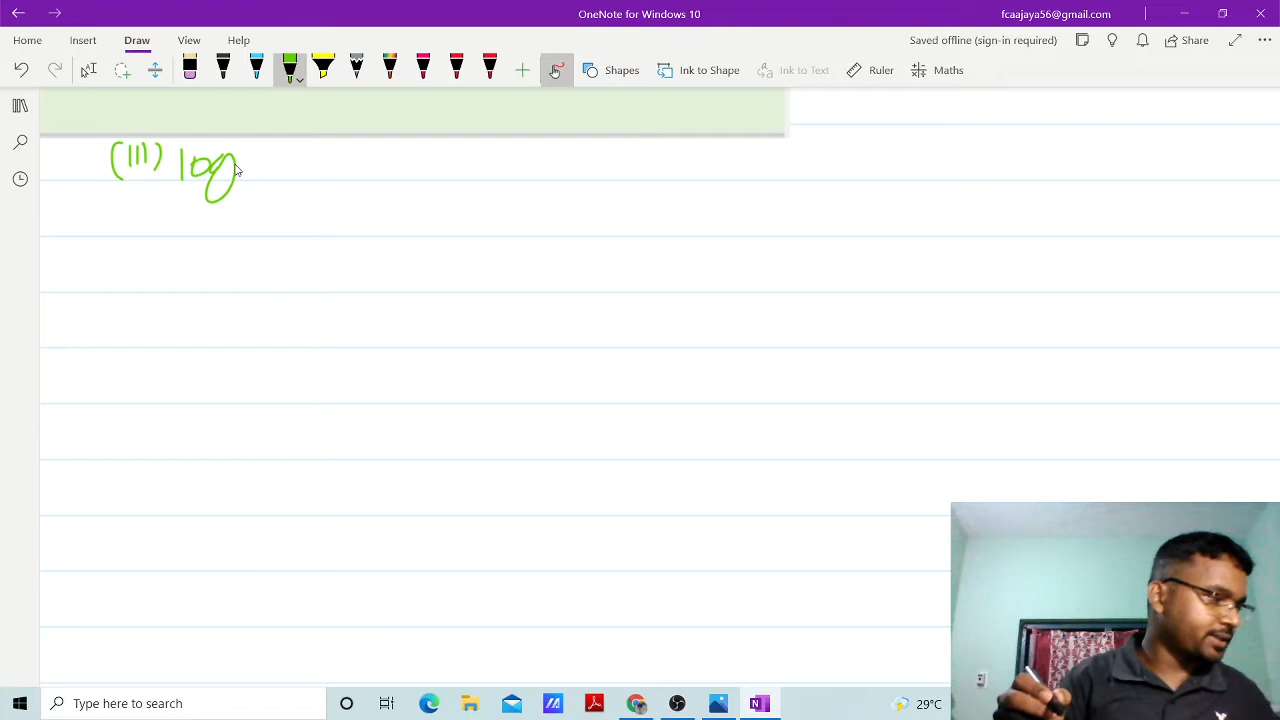 OneNote for Windows 10
fcaajaya56@gmail.com
Home Insert Draw View Help
Saved offline (sign-in required)
Share
Shapes
Ink to Shape
Ink to Text
Ruler
Maths
(III) log
Type here to search
29°C